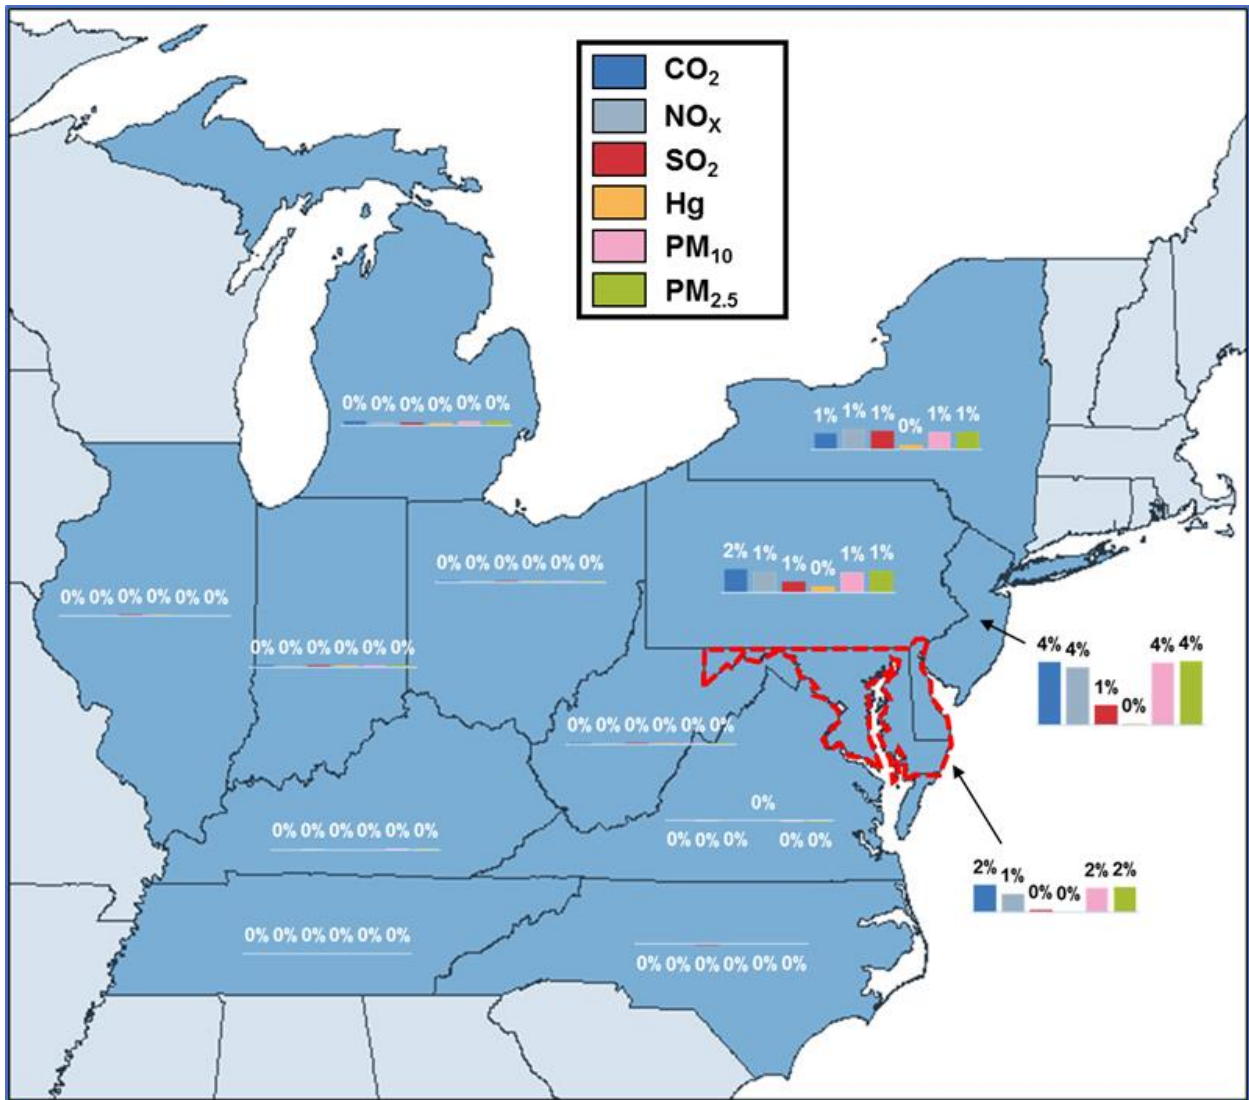 CO₂
NOₓ
SO₂
Hg
PM₁₀
PM₂.₅
0% 0% 0% 0% 0% 0%
1% 1% 1% 0% 1% 1%
2% 1% 1% 0% 1% 1%
0% 0% 0% 0% 0% 0%
0% 0% 0% 0% 0% 0%
0% 0% 0% 0% 0% 0%
4% 4% 1% 0% 4% 4%
0% 0% 0% 0% 0% 0%
0%
0% 0% 0% 0% 0%
0% 0% 0% 0% 0% 0%
2% 1% 0% 0% 2% 2%
0% 0% 0% 0% 0% 0%
0% 0% 0% 0% 0% 0%